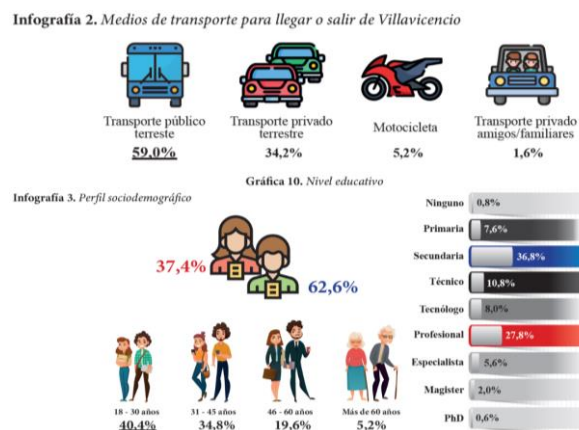 Infografía 2. Medios de transporte para llegar o salir de Villavicencio
Transporte público
terreste
59,0%
Transporte privado
terrestre
34,2%
Motocicleta
5,2%
Transporte privado
amigos/familiares
1,6%
Infografía 3. Perfil sociodemográfico
37,4%
62,6%
18 - 30 años
40,4%
31 - 45 años
34,8%
46 - 60 años
19,6%
Más de 60 años
5,2%
Gráfica 10. Nivel educativo
Ninguno 0,8%
Primaria 7,6%
Secundaria 36,8%
Técnico 10,8%
Tecnólogo 8,0%
Profesional 27,8%
Especialista 5,6%
Magister 2,0%
PhD 0,6%